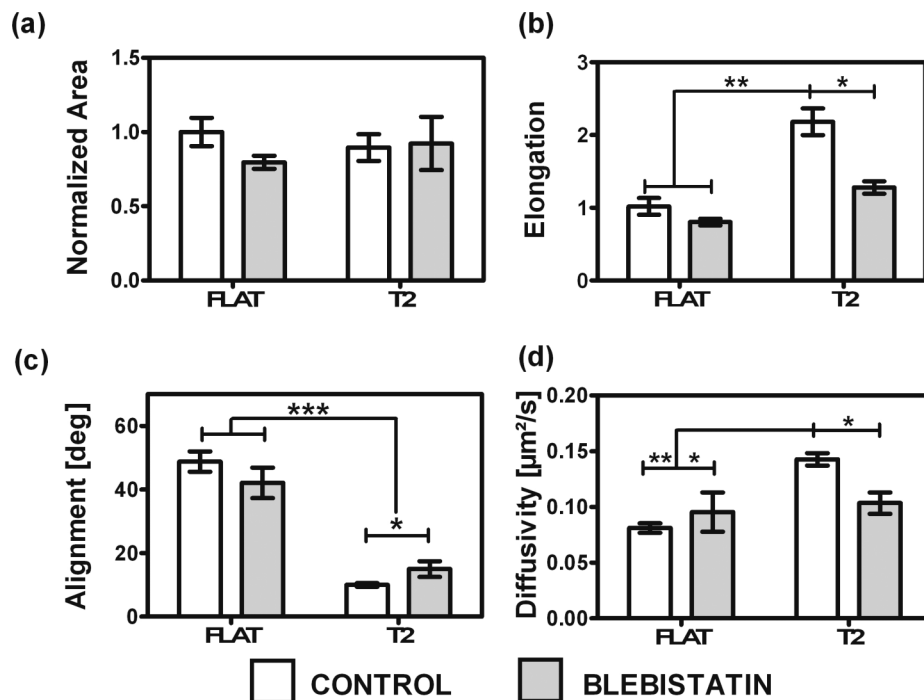 (a)
Normalized Area
1.5
1.0
0.5
0.0
FLAT
T2
(b)
Elongation
3
2
1
0
**
*
FLAT
T2
(c)
Alignment [deg]
60
40
20
0
***
*
FLAT
T2
(d)
Diffusivity [µm²/s]
0.20
0.15
0.10
0.05
0.00
**
*
*
FLAT
T2
CONTROL
BLEBISTATIN